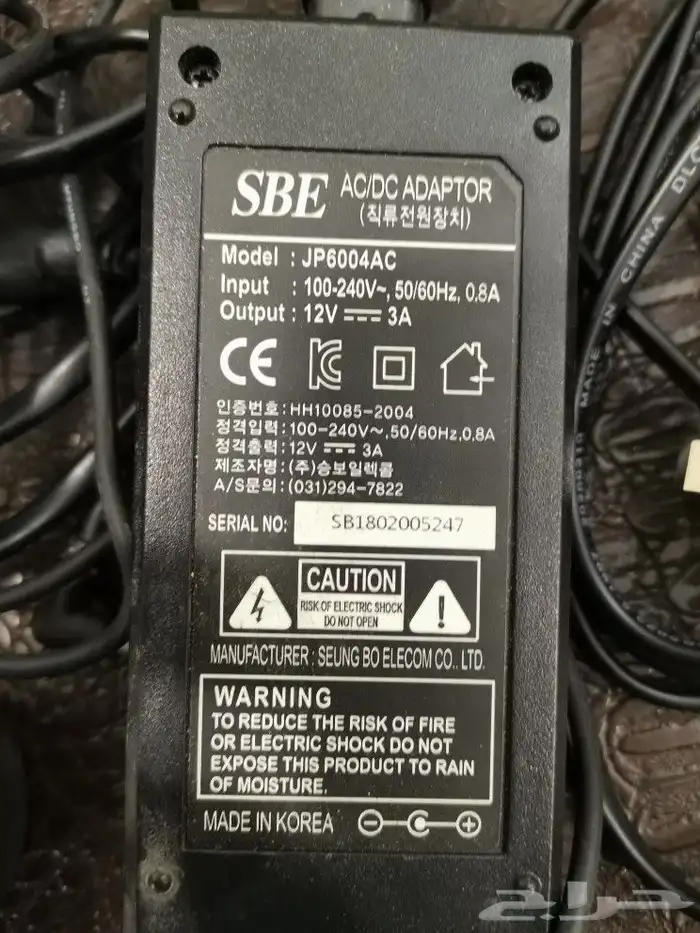 SBE AC/DC ADAPTOR
(직류전원장치)
Model : JP6004AC
Input : 100-240V~, 50/60Hz, 0.8A
Output : 12V ⎓ 3A
CE
인증번호:HH10085-2004
정격입력:100-240V~,50/60Hz,0.8A
정격출력:12V ⎓ 3A
제조자명:(주)승보일렉콤
A/S문의:(031)294-7822
SERIAL NO: SB1802005247
CAUTION
RISK OF ELECTRIC SHOCK
DO NOT OPEN
MANUFACTURER : SEUNG BO ELECOM CO.. LTD.
WARNING
TO REDUCE THE RISK OF FIRE
OR ELECTRIC SHOCK DO NOT
EXPOSE THIS PRODUCT TO RAIN
OF MOISTURE.
MADE IN KOREA
MADE IN CHINA
حراج